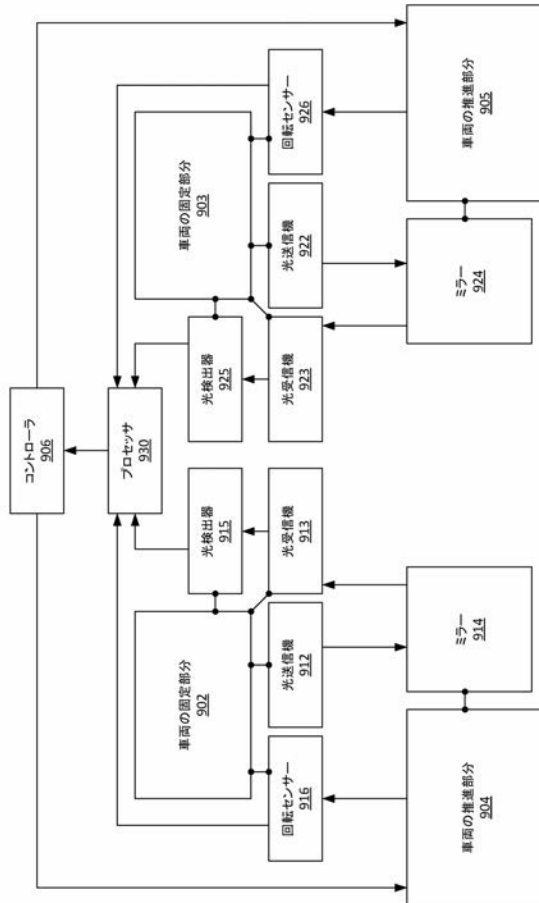 コントローラ
906
プロセッサ
930
車両の固定部分
902
光検出器
915
光検出器
925
車両の固定部分
903
回転センサー
916
光送信機
912
光受信機
913
光受信機
923
光送信機
922
回転センサー
926
車両の推進部分
904
ミラー
914
ミラー
924
車両の推進部分
905